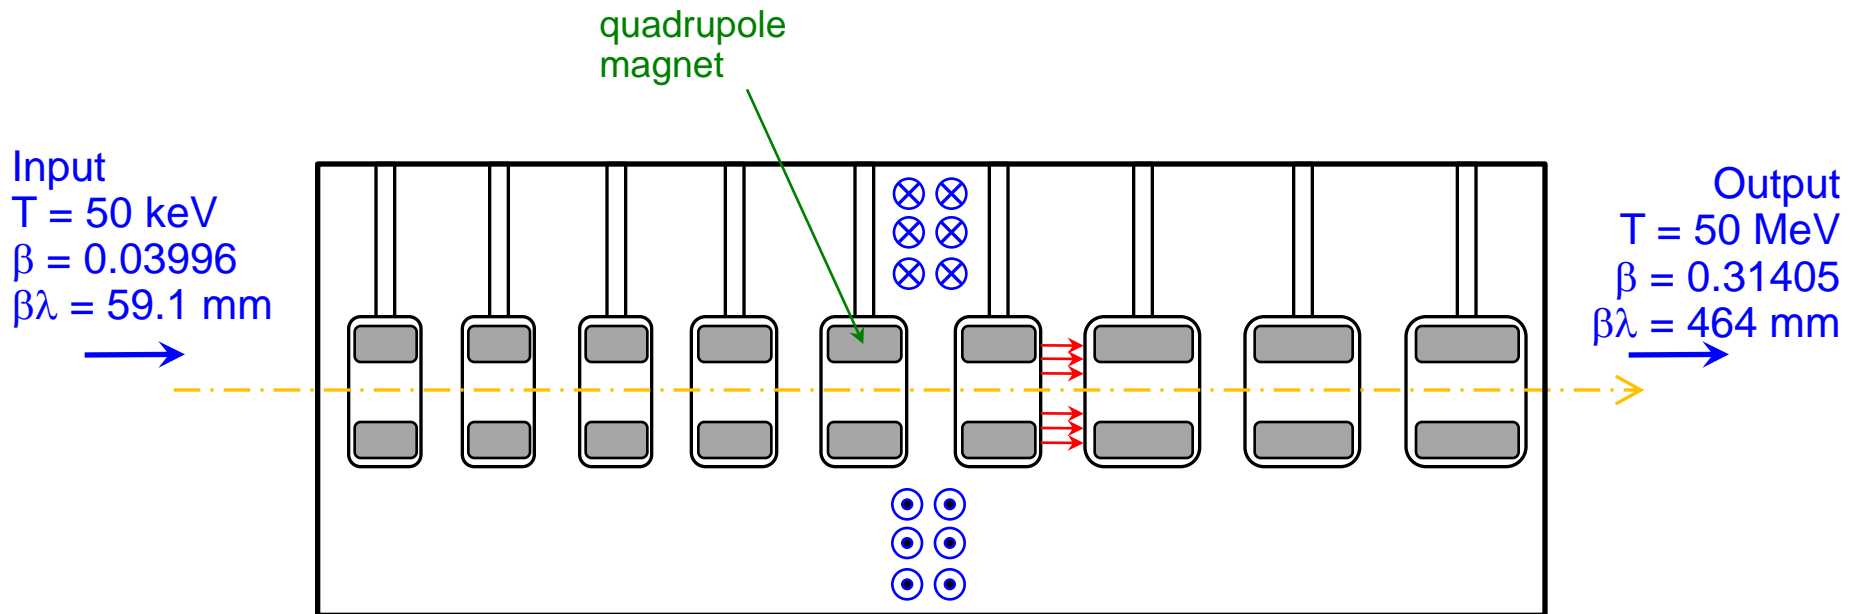 quadrupole
magnet
Input
T = 50 keV
β = 0.03996
βλ = 59.1 mm
Output
T = 50 MeV
β = 0.31405
βλ = 464 mm